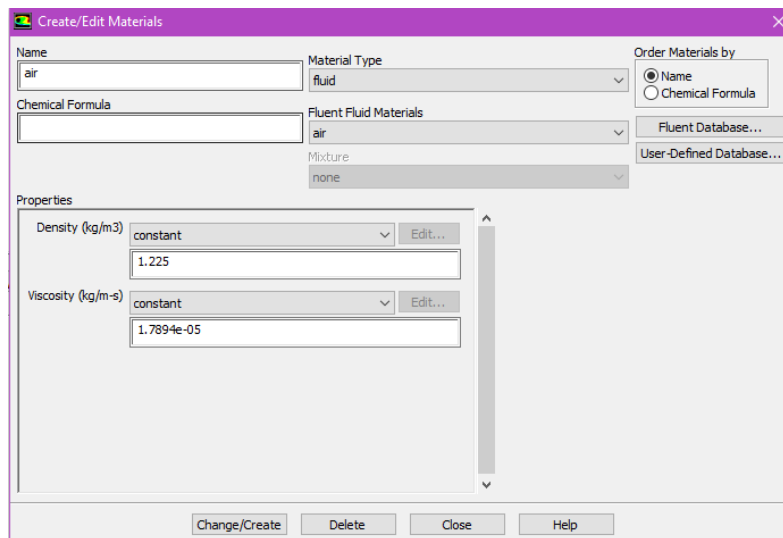 Create/Edit Materials
Name
air
Material Type
fluid
Order Materials by
Name
Chemical Formula
Chemical Formula
Fluent Fluid Materials
air
Fluent Database...
Mixture
none
User-Defined Database...
Properties
Density (kg/m3)
constant
Edit...
1.225
Viscosity (kg/m-s)
constant
Edit...
1.7894e-05
Change/Create
Delete
Close
Help